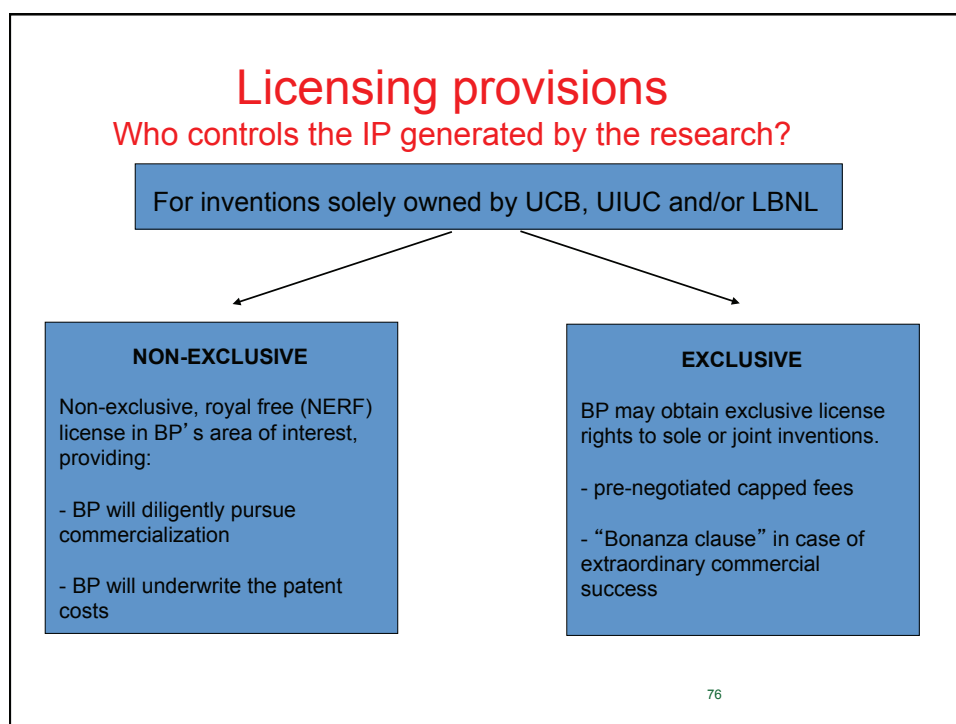 Licensing provisions
Who controls the IP generated by the research?
For inventions solely owned by UCB, UIUC and/or LBNL
NON-EXCLUSIVE
Non-exclusive, royal free (NERF)
license in BP’s area of interest,
providing:
- BP will diligently pursue
commercialization
- BP will underwrite the patent
costs
EXCLUSIVE
BP may obtain exclusive license
rights to sole or joint inventions.
- pre-negotiated capped fees
- “Bonanza clause” in case of
extraordinary commercial
success
76